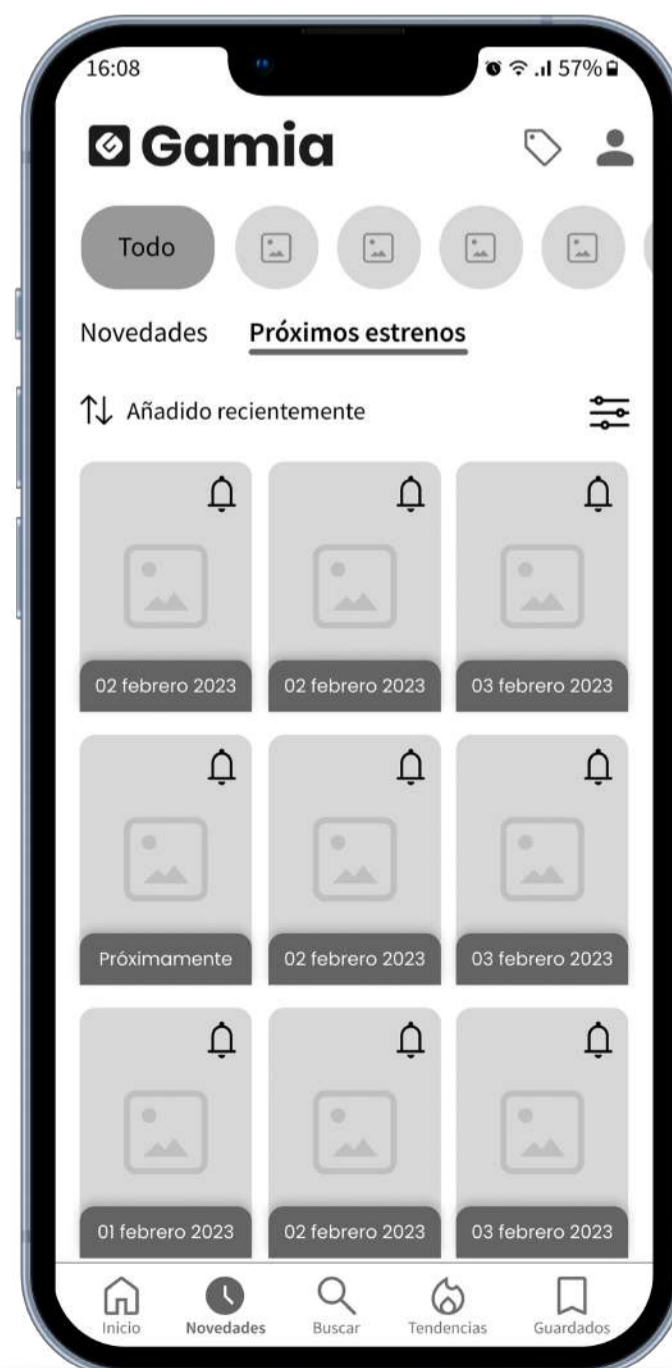 16:08 57%
Gamia
Todo
Novedades Próximos estrenos
Añadido recientemente
02 febrero 2023 02 febrero 2023 03 febrero 2023
Próximamente 02 febrero 2023 03 febrero 2023
01 febrero 2023 02 febrero 2023 03 febrero 2023
Inicio Novedades Buscar Tendencias Guardados